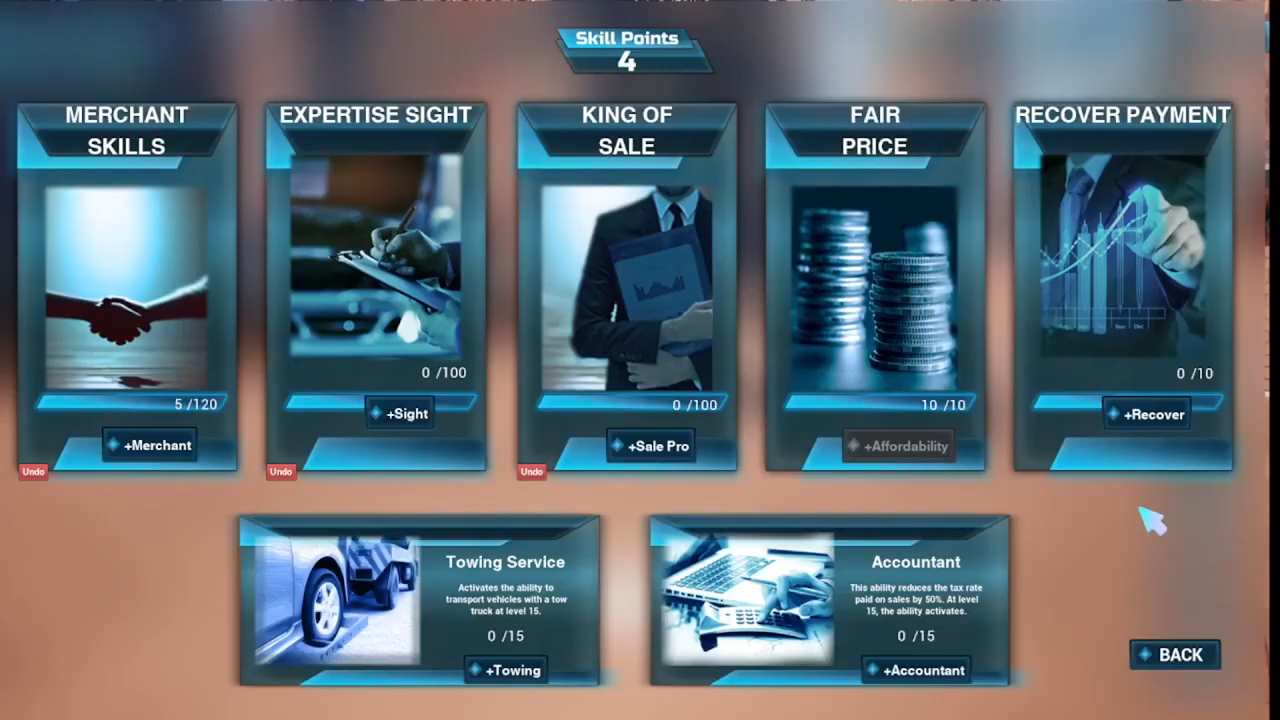 Skill Points
4
MERCHANT
SKILLS
5 /120
+Merchant
Undo
EXPERTISE SIGHT
0 /100
+Sight
Undo
KING OF
SALE
0 /100
+Sale Pro
Undo
FAIR
PRICE
10 /10
+Affordability
RECOVER PAYMENT
0 /10
+Recover
Towing Service
Activates the ability to
transport vehicles with a tow
truck at level 15.
0 /15
+Towing
Accountant
This ability reduces the tax rate
paid on sales by 50%. At level
15, the ability activates.
0 /15
+Accountant
BACK